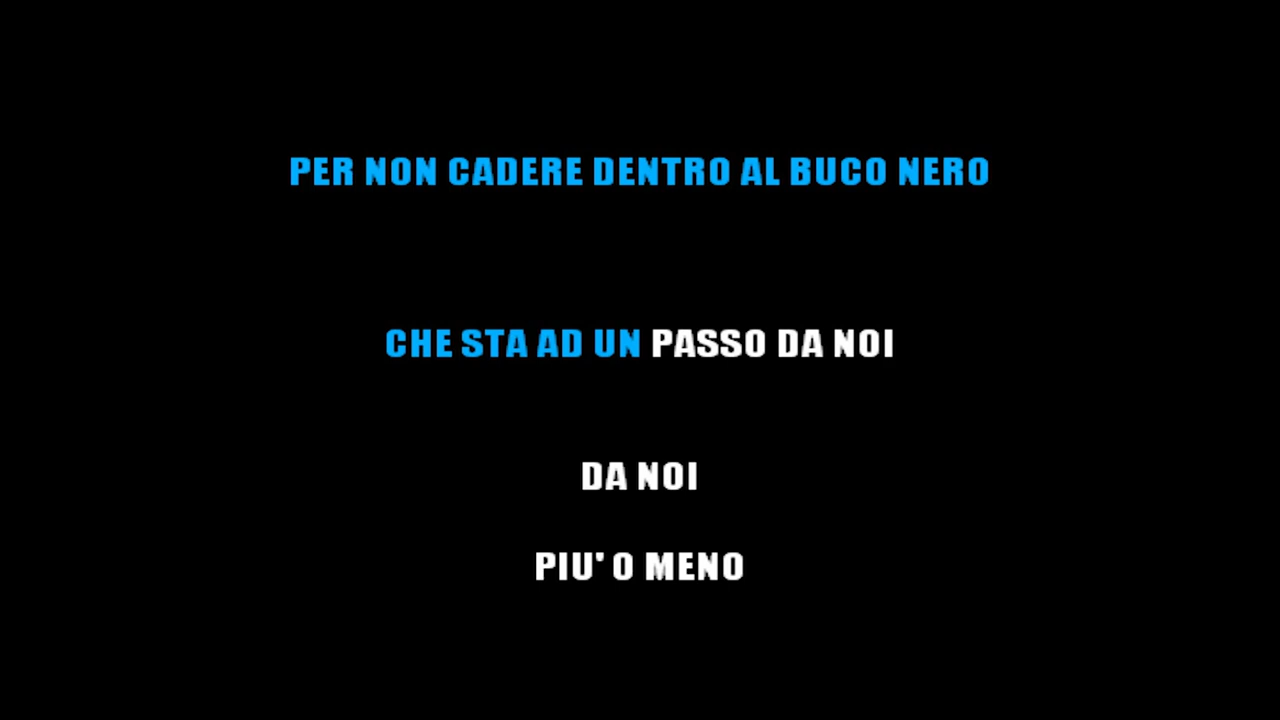 PER NON CADERE DENTRO AL BUCO NERO
CHE STA AD UN PASSO DA NOI
DA NOI
PIU' O MENO